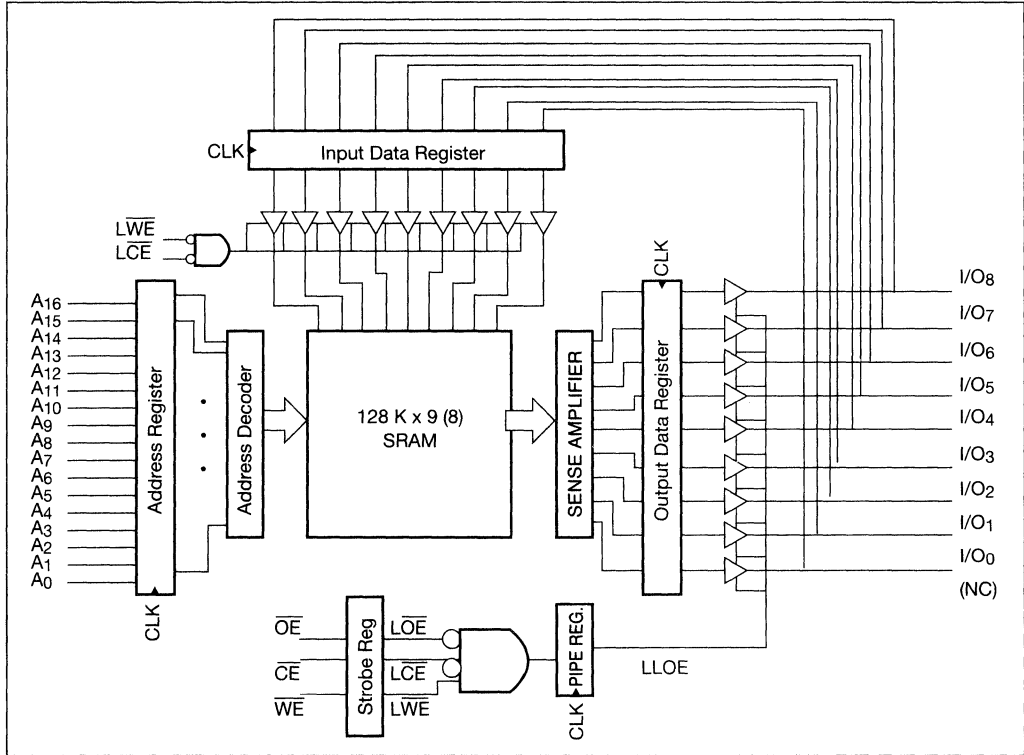 CLK
Input Data Register
LWE
LCE
CLK
I/O8
I/O7
I/O6
I/O5
I/O4
I/O3
I/O2
I/O1
I/O0
(NC)
A16
A15
A14
A13
A12
A11
A10
A9
A8
A7
A6
A5
A4
A3
A2
A1
A0
Address Register
CLK
Address Decoder
128 K x 9 (8)
SRAM
SENSE AMPLIFIER
Output Data Register
OE
CE
WE
Strobe Reg
LOE
LCE
LWE
PIPE REG.
CLK
LLOE